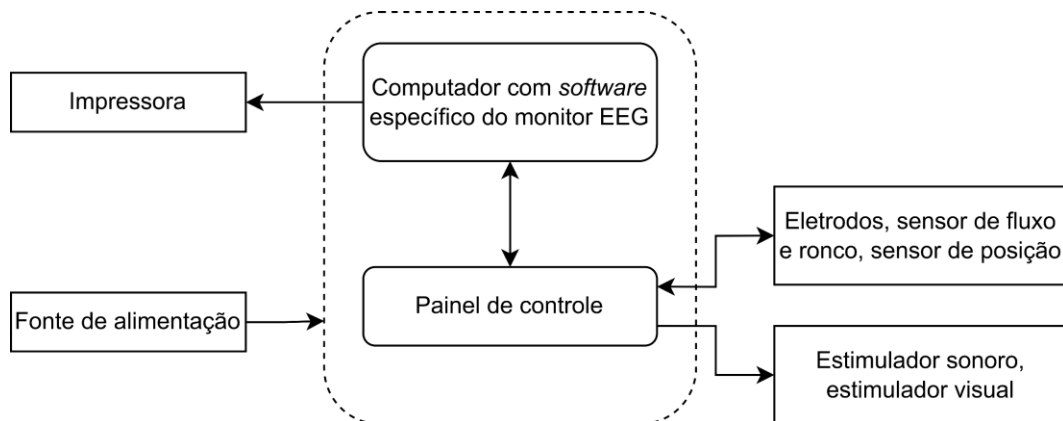 Impressora
Computador com software
específico do monitor EEG
Eletrodos, sensor de fluxo
e ronco, sensor de posição
Fonte de alimentação
Painel de controle
Estimulador sonoro,
estimulador visual